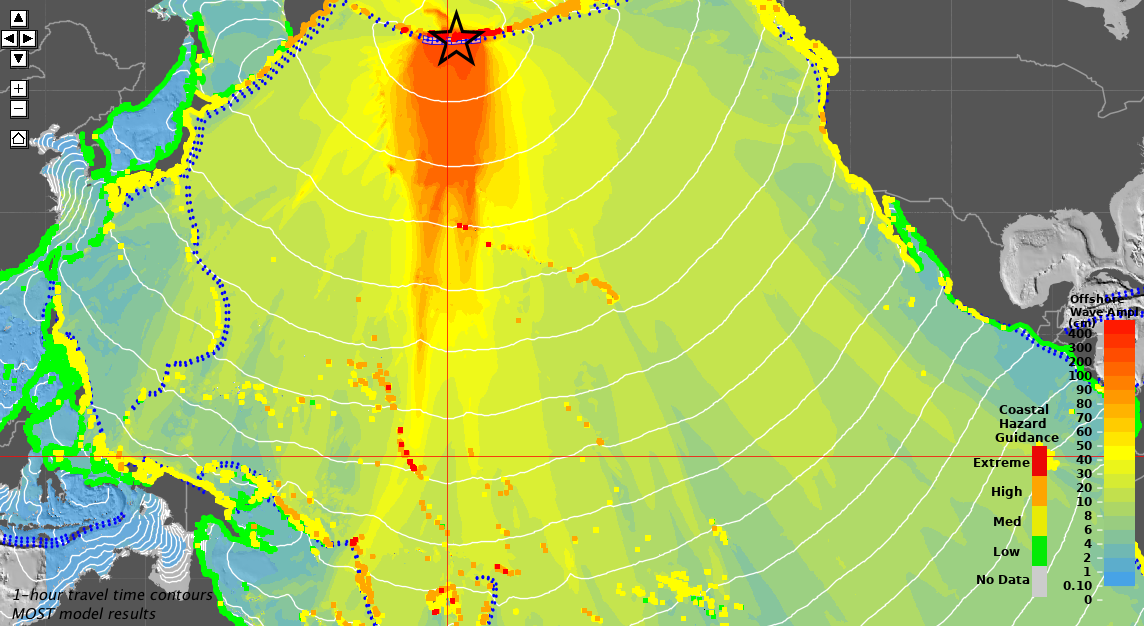 Offshore
Wave Ampl.
(cm)
400
300
200
100
90
80
70
60
50
40
30
20
10
8
6
4
2
1
0.10
0
Coastal
Hazard
Guidance
Extreme
High
Med
Low
No Data
1-hour travel time contours
MOST model results